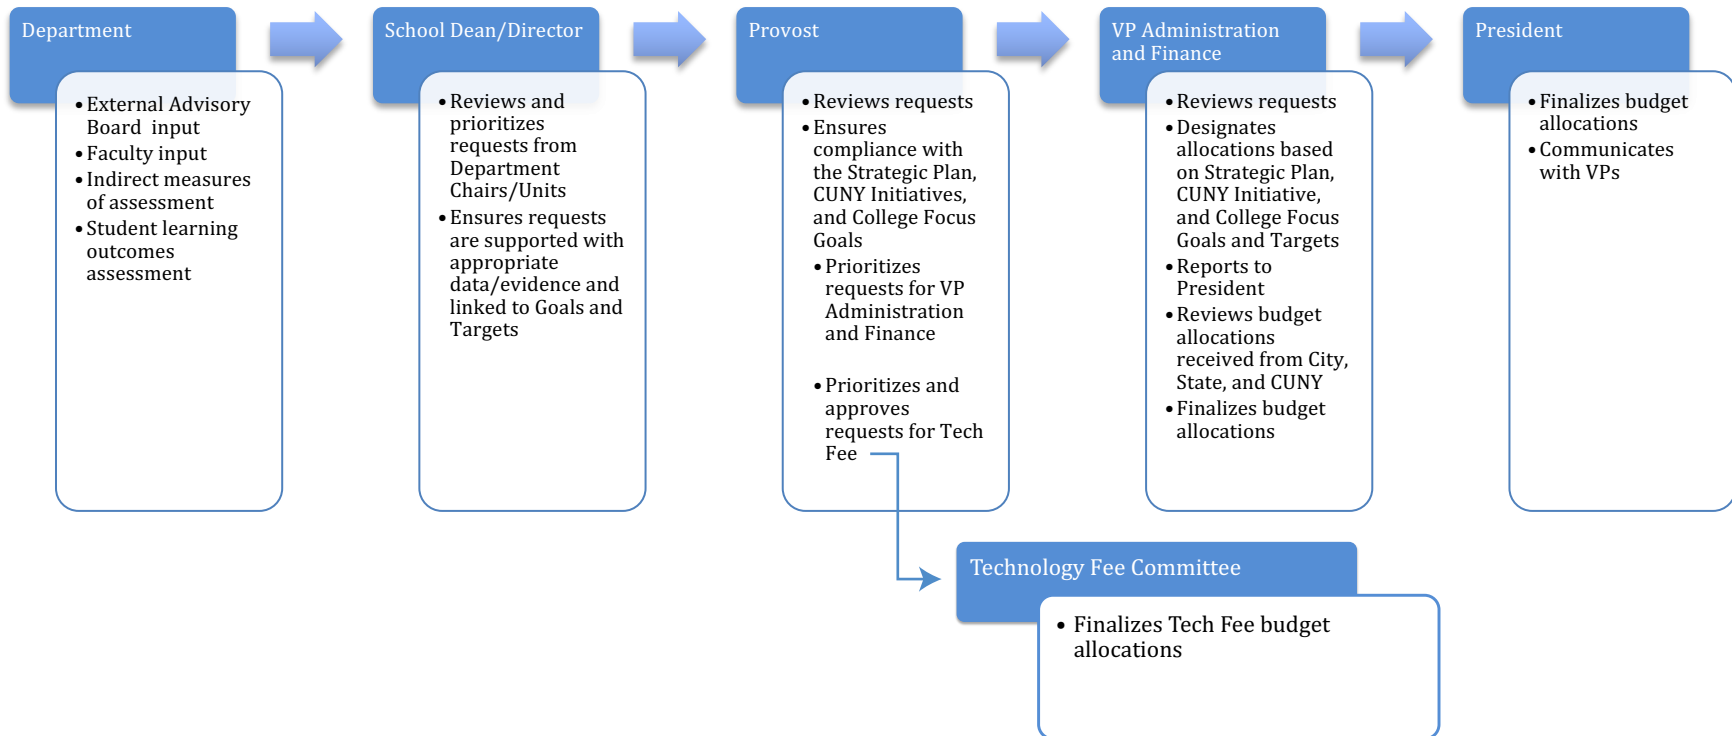 Department
• External Advisory
Board  input
• Faculty input
• Indirect measures
of assessment
• Student learning
outcomes
assessment
School Dean/Director
• Reviews and
prioritizes
requests from
Department
Chairs/Units
• Ensures requests
are supported with
appropriate
data/evidence and
linked to Goals and
Targets
Provost
• Reviews requests
• Ensures
compliance with
the Strategic Plan,
CUNY Initiatives,
and College Focus
Goals
• Prioritizes
requests for VP
Administration
and Finance
• Prioritizes and
approves
requests for Tech
Fee
VP Administration
and Finance
• Reviews requests
• Designates
allocations based
on Strategic Plan,
CUNY Initiative,
and College Focus
Goals and Targets
• Reports to
President
• Reviews budget
allocations
received from City,
State, and CUNY
• Finalizes budget
allocations
President
• Finalizes budget
allocations
• Communicates
with VPs
Technology Fee Committee
• Finalizes Tech Fee budget
allocations